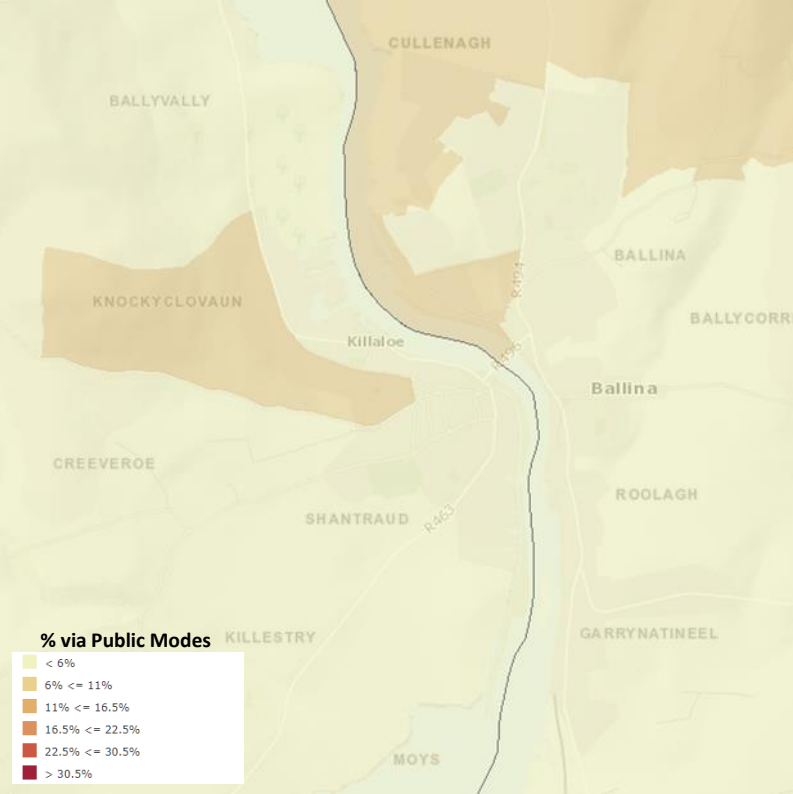 CULLENAGH
BALLYVALLY
BALLINA
R494
KNOCKYCLOVAUN
BALLYCORR
Killaloe
R496
Ballina
CREEVEROE
ROOLAGH
SHANTRAUD
R463
KILLESTRY
GARRYNATINEEL
% via Public Modes
< 6%
6% <= 11%
11% <= 16.5%
16.5% <= 22.5%
22.5% <= 30.5%
> 30.5%
MOYS